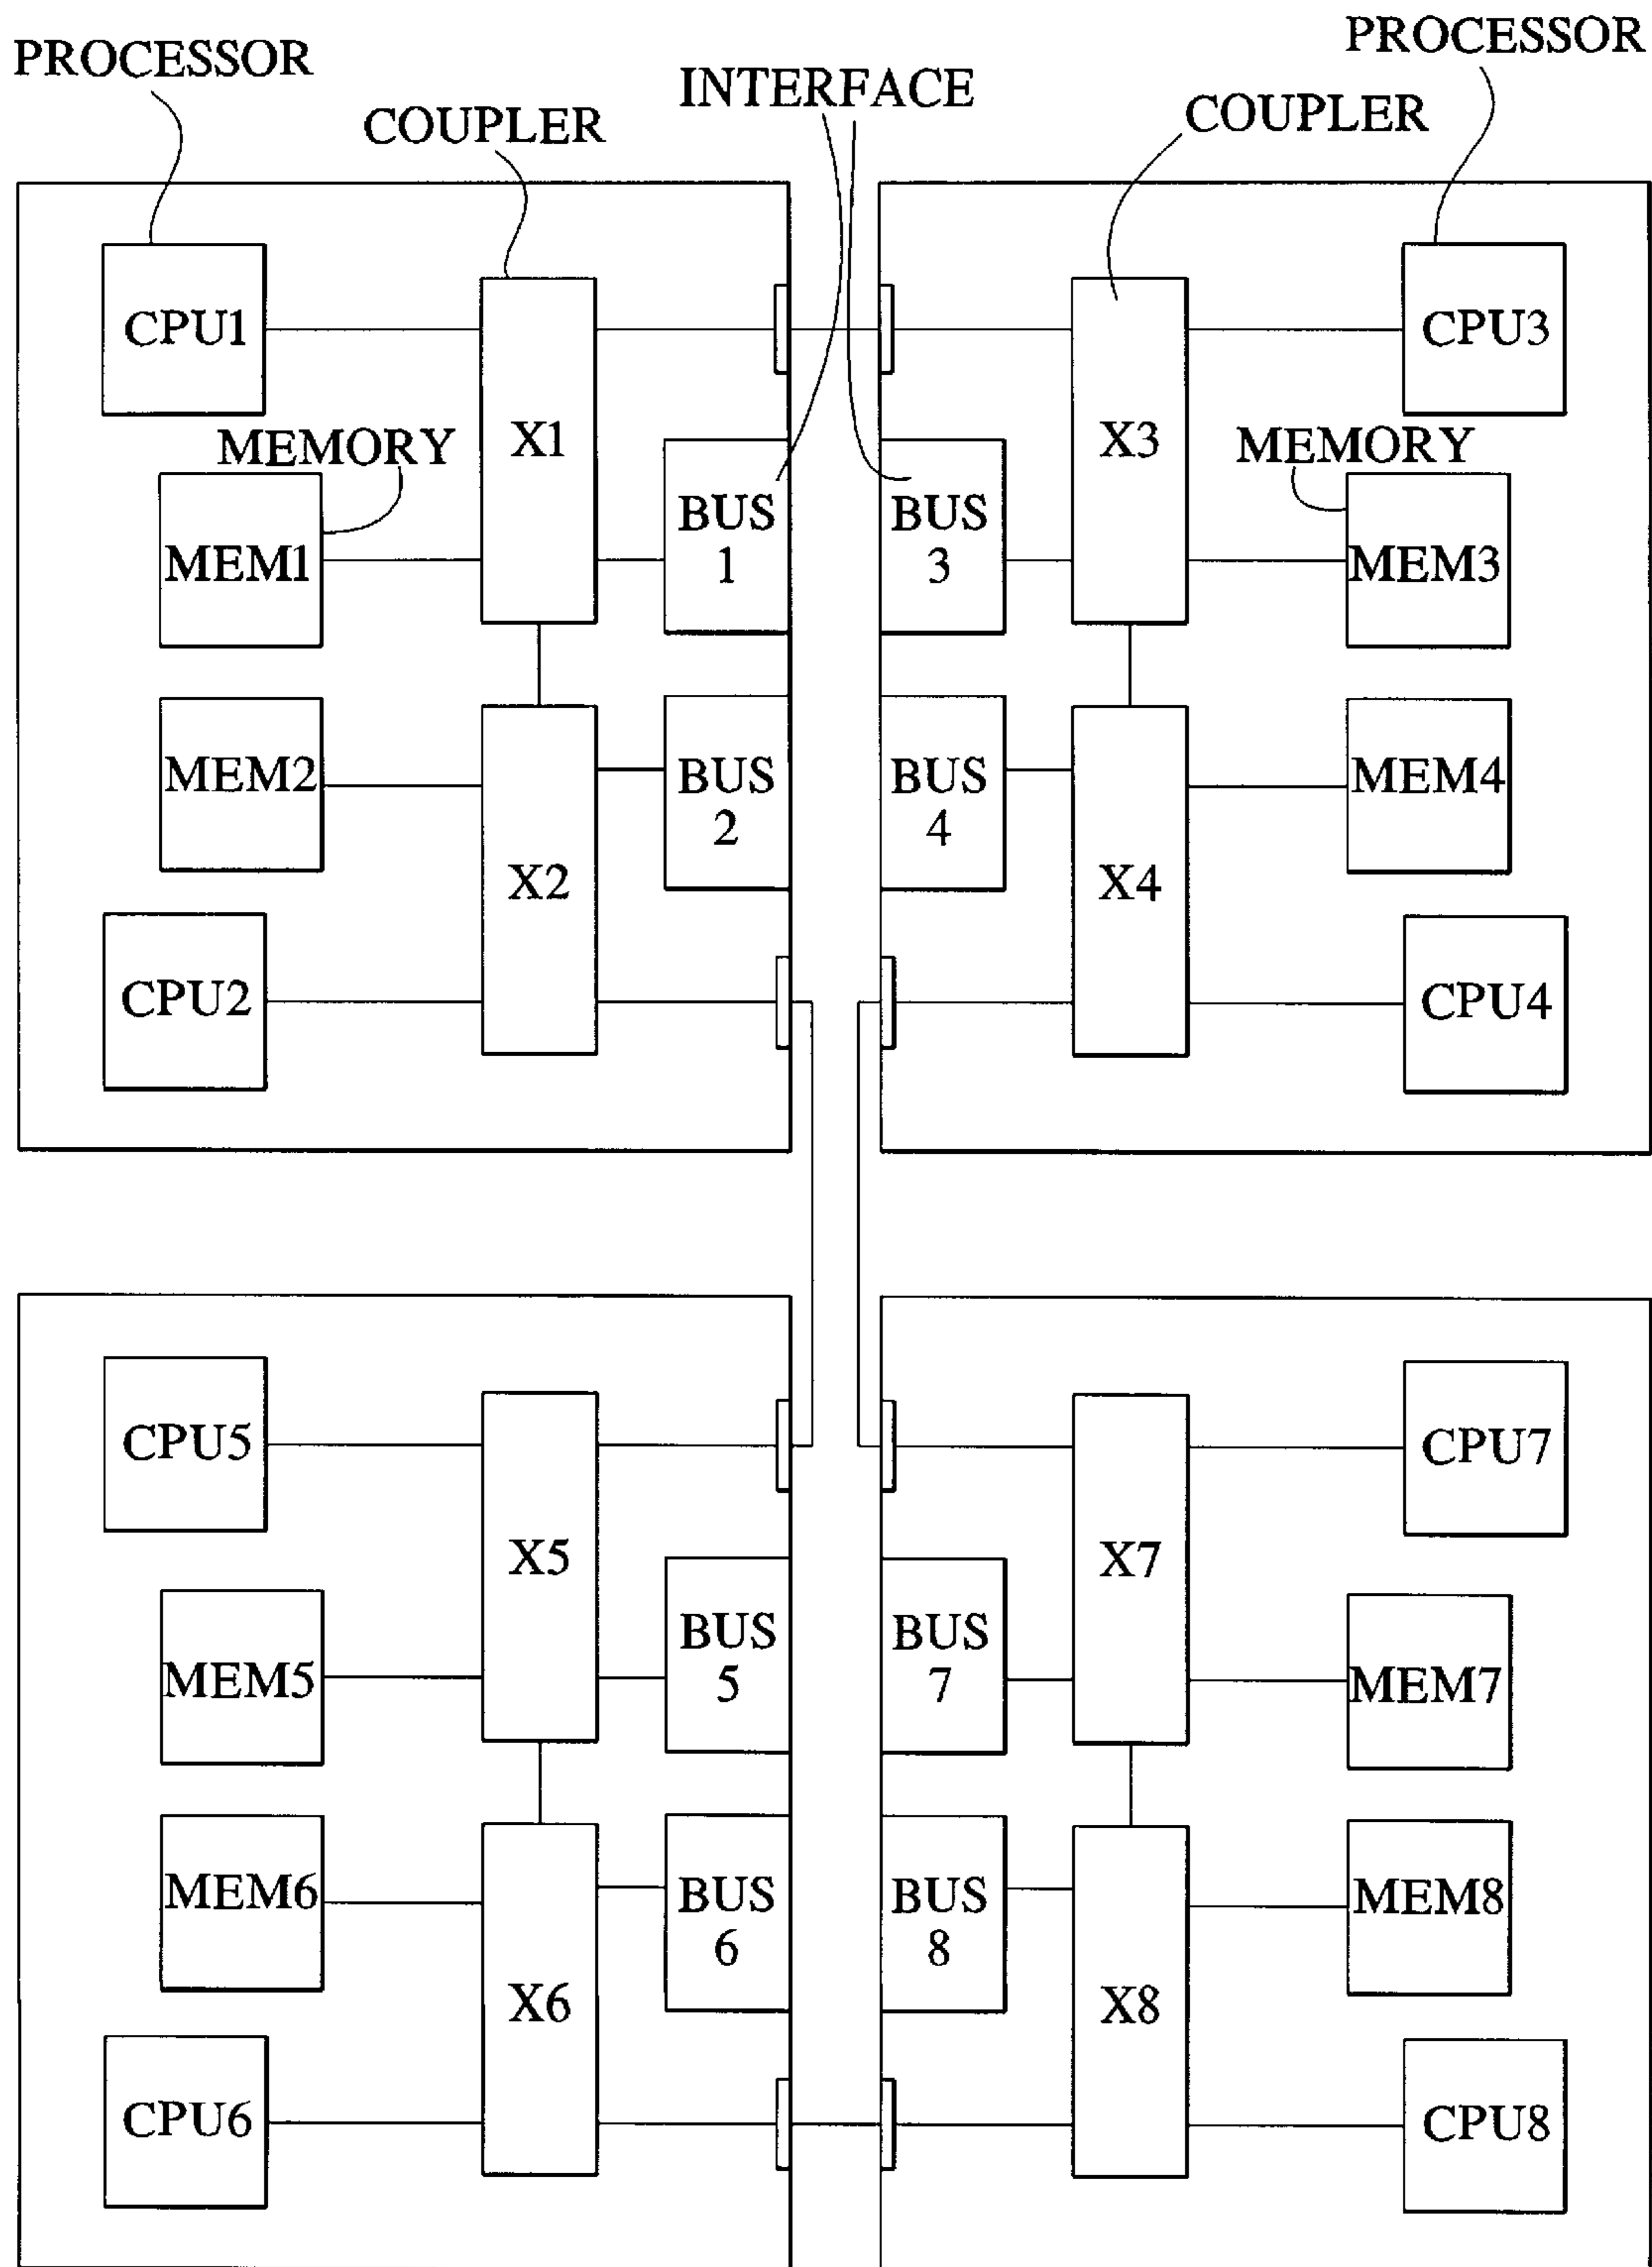 PROCESSOR
PROCESSOR
INTERFACE
COUPLER
COUPLER
CPU1
CPU3
X1
X3
MEMORY
MEMORY
BUS
1
BUS
3
MEM1
MEM3
MEM2
BUS
2
BUS
4
MEM4
X2
X4
CPU2
CPU4
CPU5
CPU7
X5
X7
BUS
5
BUS
7
MEM5
MEM7
MEM6
BUS
6
BUS
8
MEM8
X6
X8
CPU6
CPU8